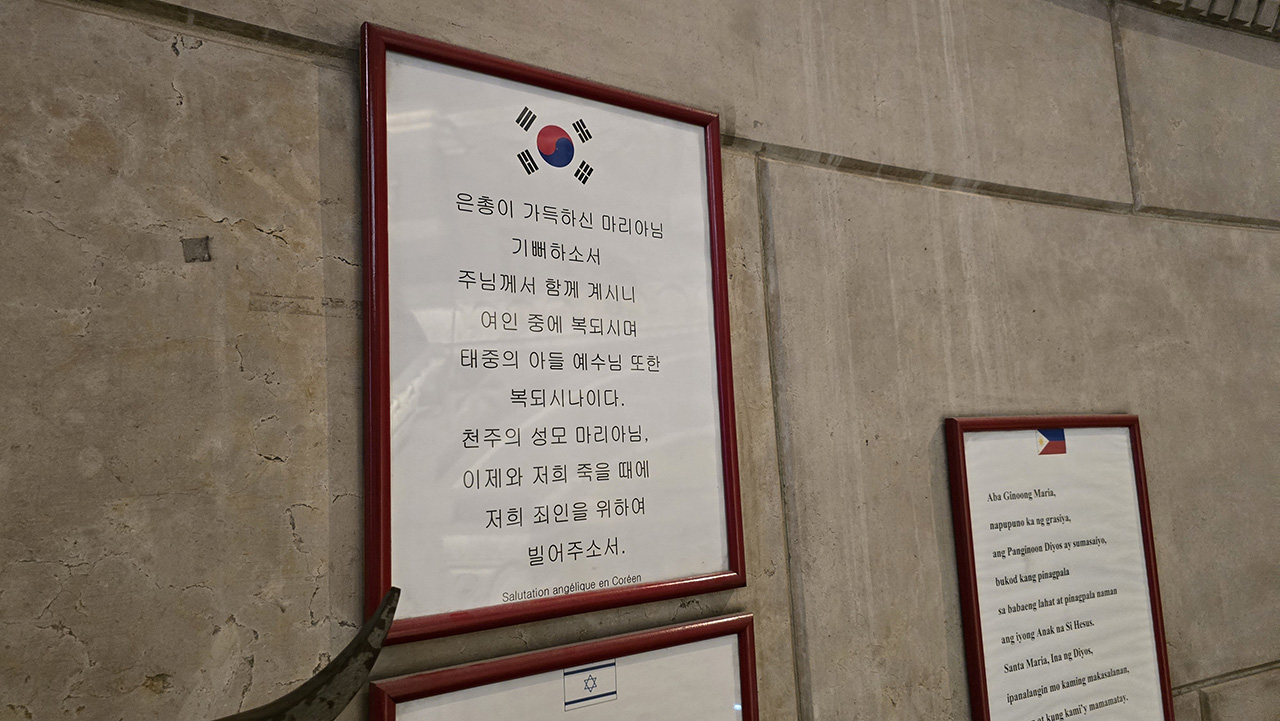 은총이 가득하신 마리아님
기뻐하소서
주님께서 함께 계시니
여인 중에 복되시며
태중의 아들 예수님 또한
복되시나이다.
천주의 성모 마리아님,
이제와 저희 죽을 때에
저희 죄인을 위하여
빌어주소서.
Salutation angélique en Coréen
Aba Ginoong Maria,
napupuno ka ng grasiya,
ang Panginoon Diyos ay sumasaiyo,
bukod kang pinagpala
sa babaeng lahat at pinagpala naman
ang iyong Anak na Si Hesus.
Santa Maria, Ina ng Diyos,
ipanalangin mo kaming makasalanan,
kung kami'y mamamatay.